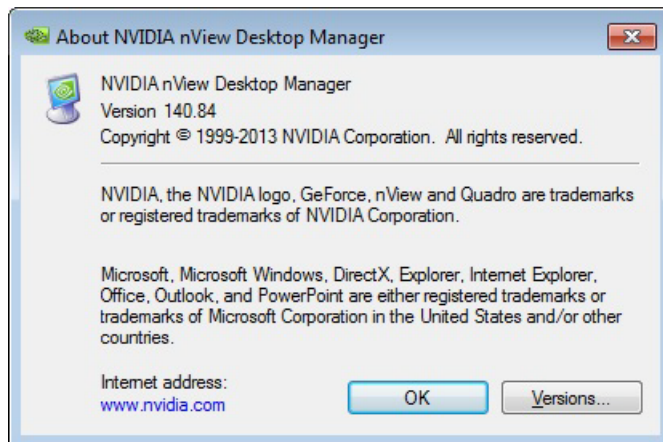 About NVIDIA nView Desktop Manager
NVIDIA nView Desktop Manager
Version 140.84
Copyright © 1999-2013 NVIDIA Corporation. All rights reserved.
NVIDIA, the NVIDIA logo, GeForce, nView and Quadro are trademarks
or registered trademarks of NVIDIA Corporation.
Microsoft, Microsoft Windows, DirectX, Explorer, Internet Explorer,
Office, Outlook, and PowerPoint are either registered trademarks or
trademarks of Microsoft Corporation in the United States and/or other
countries.
Internet address:
www.nvidia.com
OK
Versions...